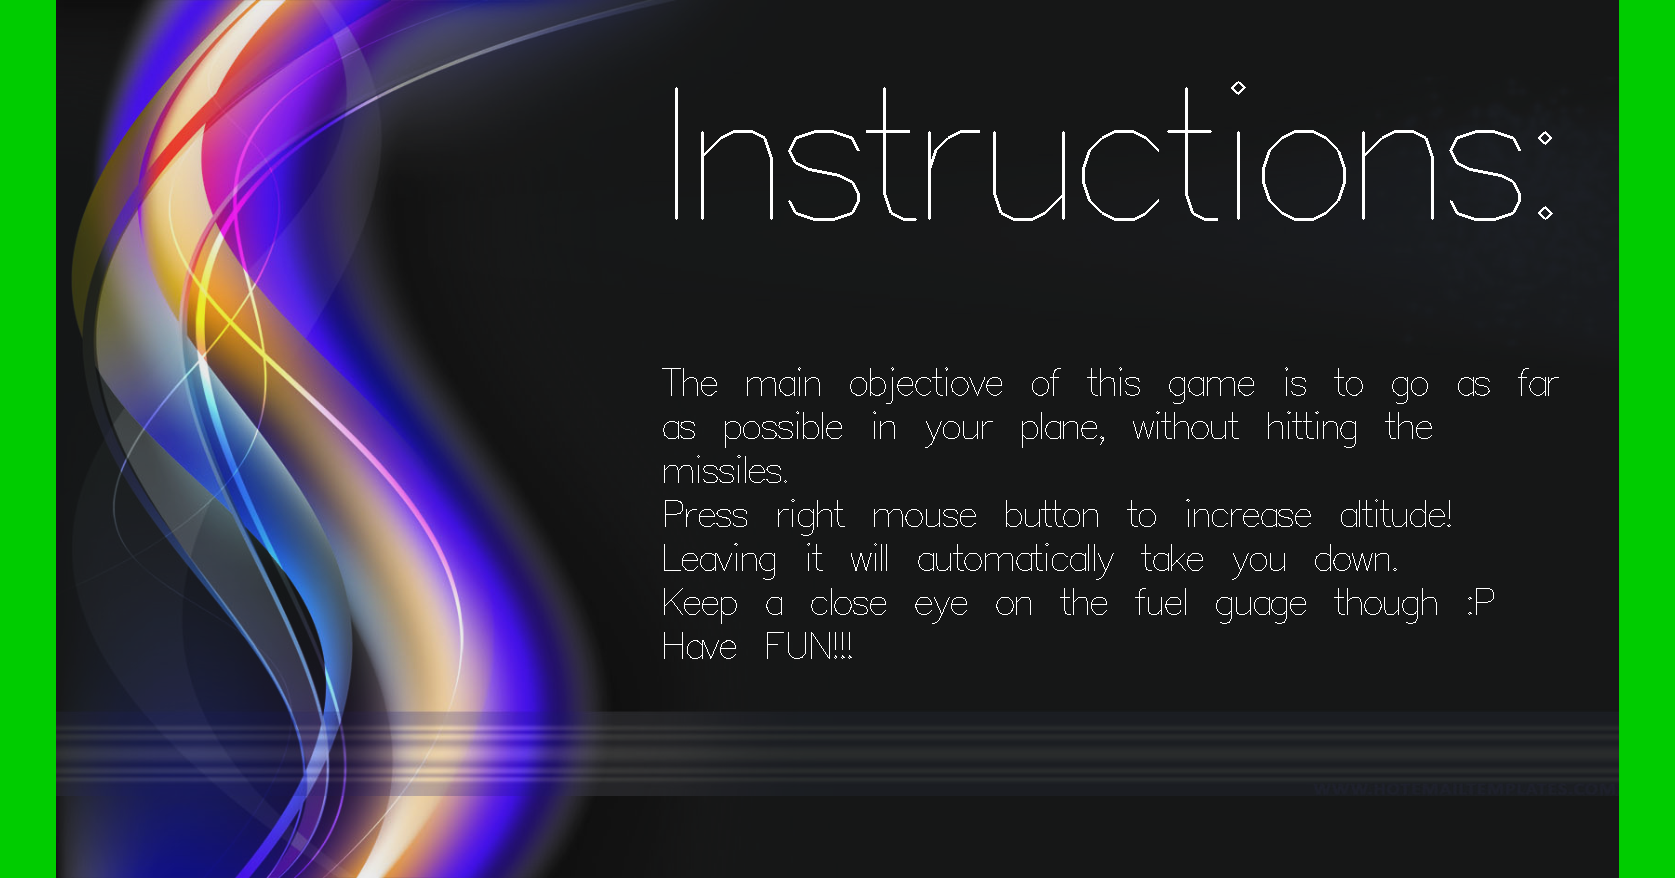 Instructions:
The main objectiove of this game is to go as far
as possible in your plane, without hitting the
missiles.
Press right mouse button to increase altitude!
Leaving it will automatically take you down.
Keep a close eye on the fuel guage though :P
Have FUN!!!